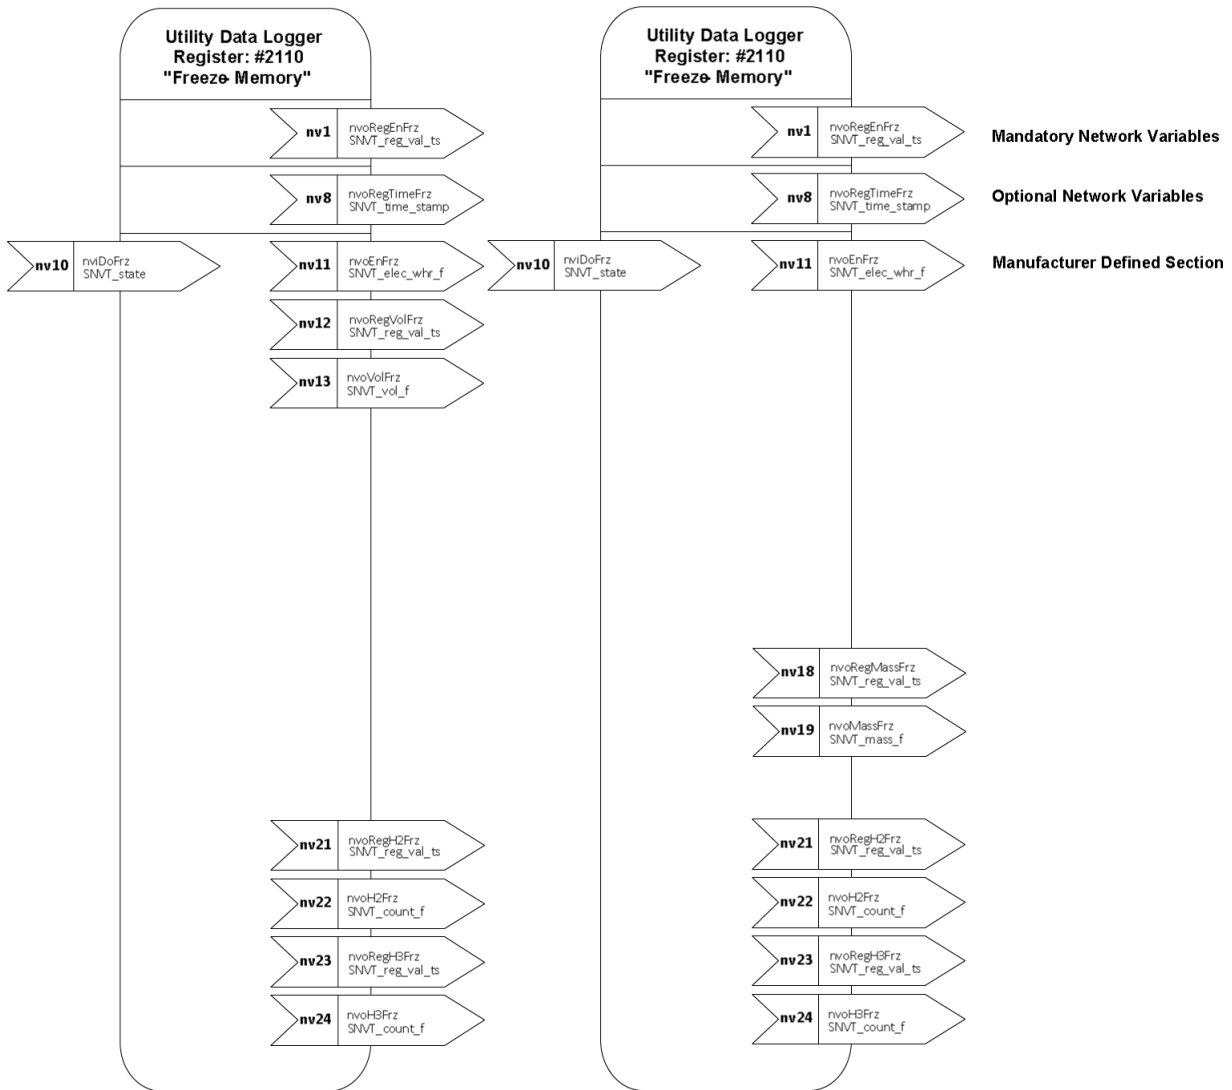 Utility Data Logger
Register: #2110
"Freeze Memory"
nv1
nvoRegEnFrz
SNVT_reg_val_ts
nv8
nvoRegTimeFrz
SNVT_time_stamp
nv10
nviDoFrz
SNVT_state
nv11
nvoEnFrz
SNVT_elec_whr_f
nv12
nvoRegVolFrz
SNVT_reg_val_ts
nv13
nvoVolFrz
SNVT_vol_f
nv21
nvoRegH2Frz
SNVT_reg_val_ts
nv22
nvoH2Frz
SNVT_count_f
nv23
nvoRegH3Frz
SNVT_reg_val_ts
nv24
nvoH3Frz
SNVT_count_f
Utility Data Logger
Register: #2110
"Freeze Memory"
nv1
nvoRegEnFrz
SNVT_reg_val_ts
Mandatory Network Variables
nv8
nvoRegTimeFrz
SNVT_time_stamp
Optional Network Variables
nv10
nviDoFrz
SNVT_state
nv11
nvoEnFrz
SNVT_elec_whr_f
Manufacturer Defined Section
nv18
nvoRegMassFrz
SNVT_reg_val_ts
nv19
nvoMassFrz
SNVT_mass_f
nv21
nvoRegH2Frz
SNVT_reg_val_ts
nv22
nvoH2Frz
SNVT_count_f
nv23
nvoRegH3Frz
SNVT_reg_val_ts
nv24
nvoH3Frz
SNVT_count_f